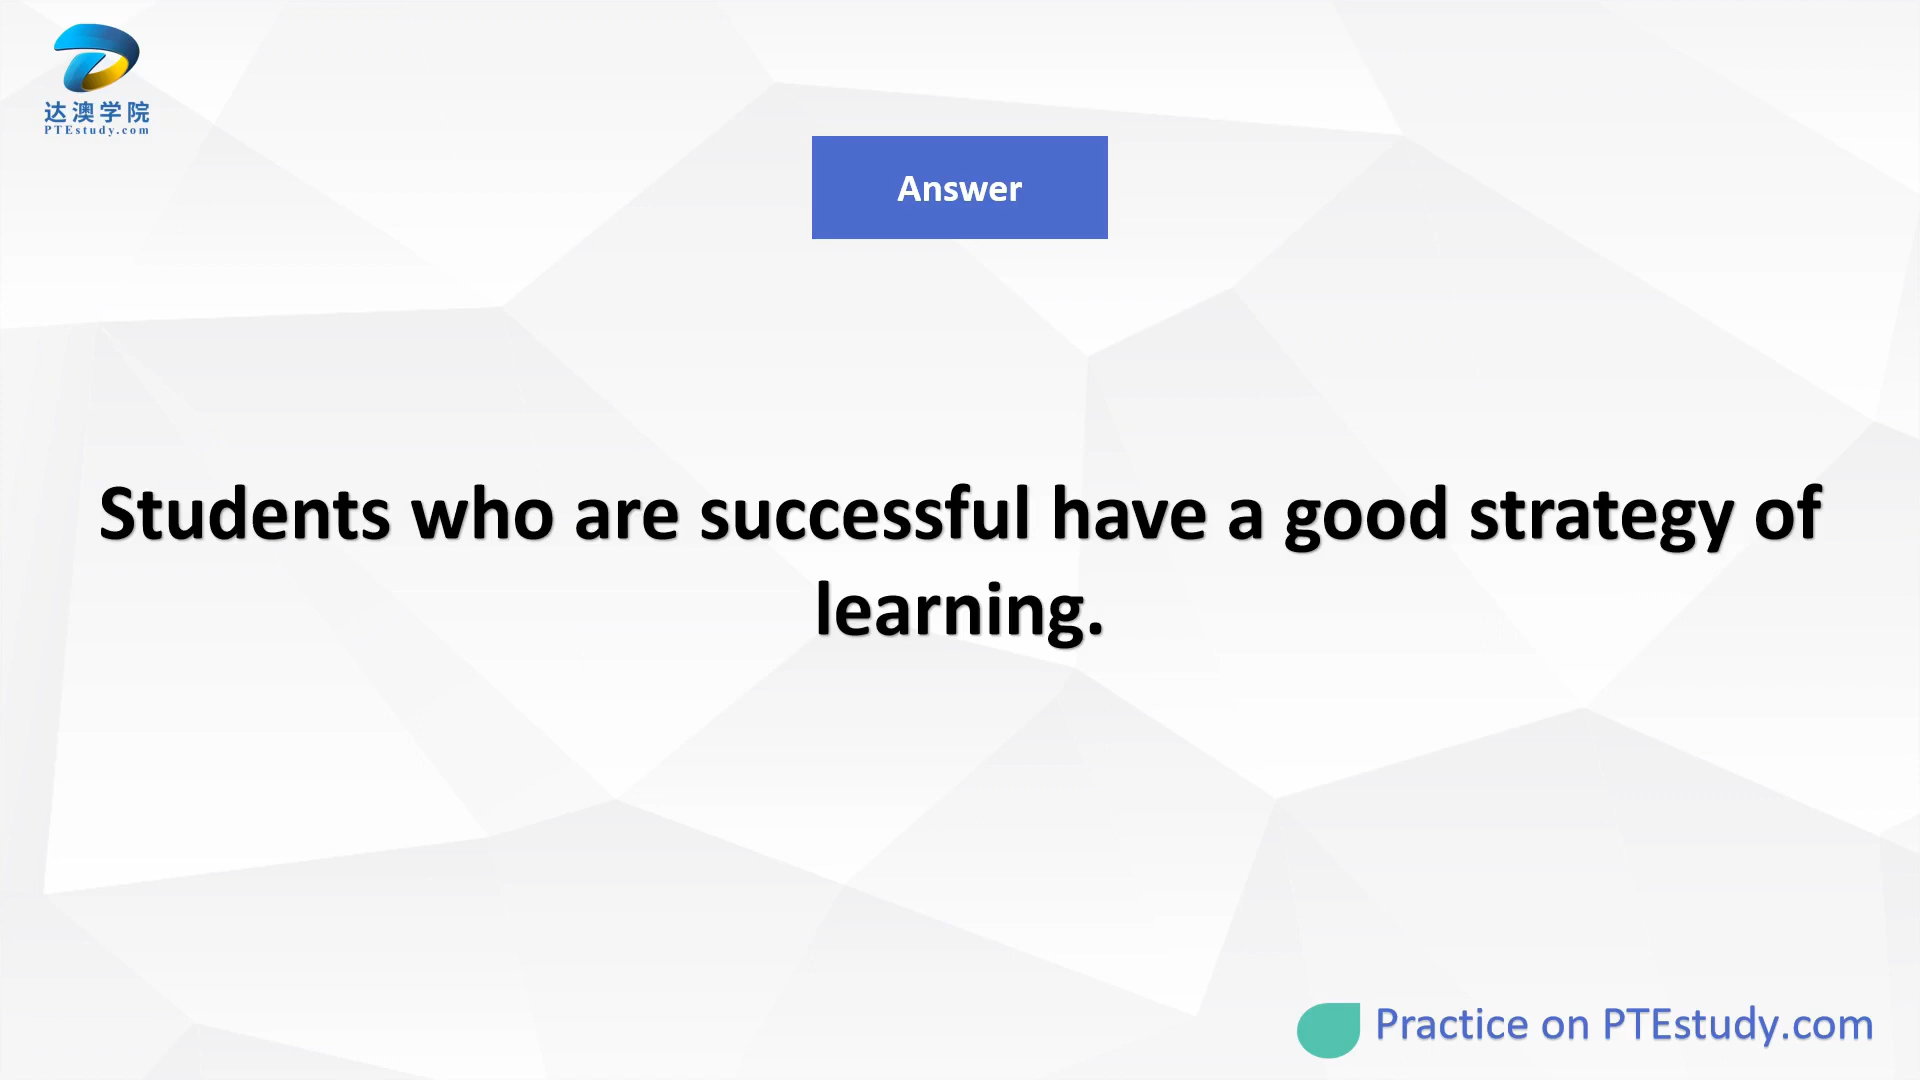 达澳学院
PTEstudy.com
Answer
Students who are successful have a good strategy of
learning.
Practice on PTEstudy.com